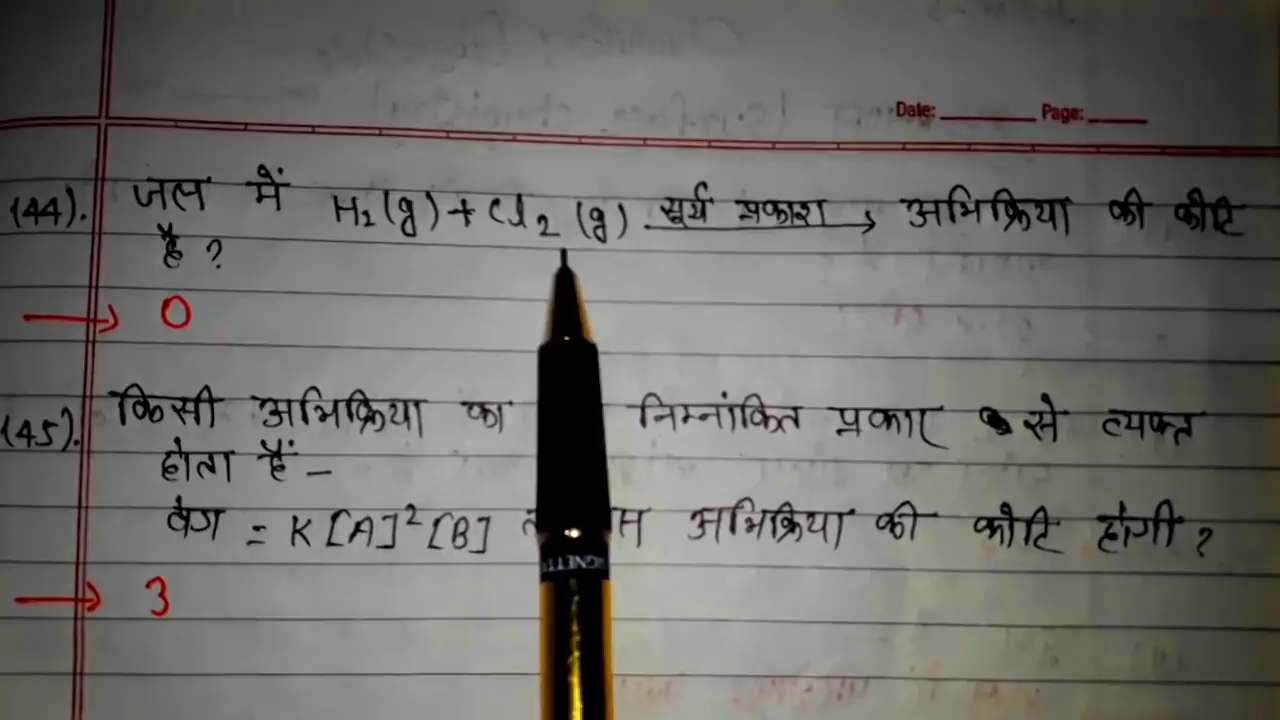 Date: Page:
(44). जल में H₂(g) + Cl₂ (g) सूर्य प्रकाश → अभिक्रिया की कोटि
है ?
→ 0
(45). किसी अभिक्रिया का निम्नांकित प्रकार से व्यक्त
होता हैं -
वेग = K[A]²[B] अभिक्रिया की कोटि होगी ?
→ 3